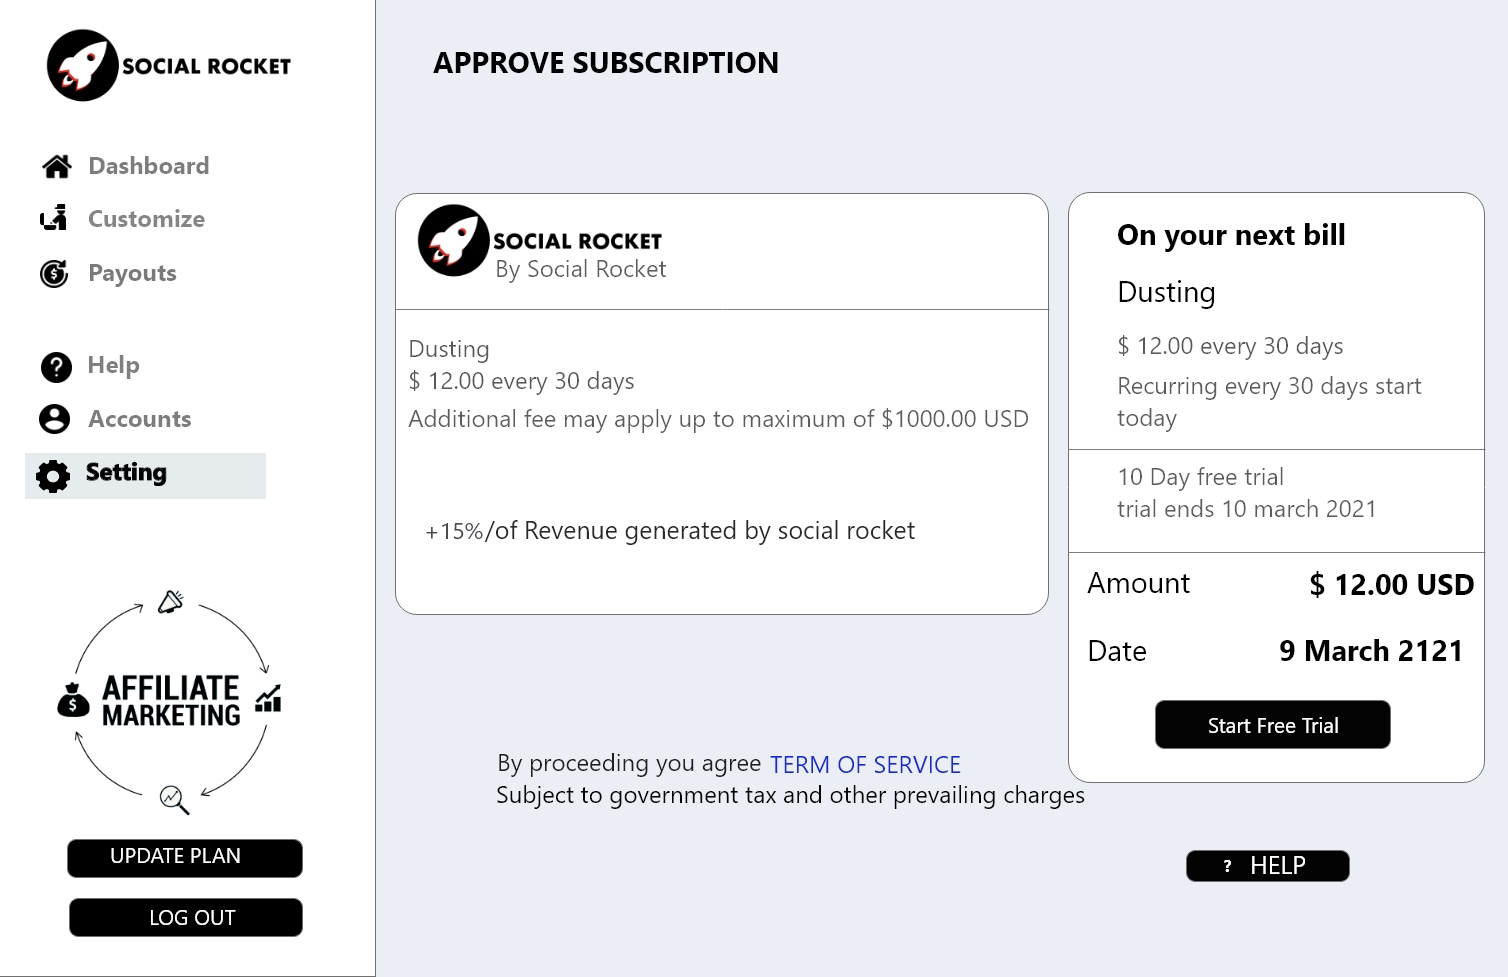 SOCIAL ROCKET
Dashboard
Customize
Payouts
Help
Accounts
Setting
AFFILIATE
MARKETING
UPDATE PLAN
LOG OUT
APPROVE SUBSCRIPTION
SOCIAL ROCKET
By Social Rocket
Dusting
$ 12.00 every 30 days
Additional fee may apply up to maximum of $1000.00 USD
+15%/of Revenue generated by social rocket
On your next bill
Dusting
$ 12.00 every 30 days
Recurring every 30 days start
today
10 Day free trial
trial ends 10 march 2021
Amount $ 12.00 USD
Date 9 March 2121
Start Free Trial
By proceeding you agree TERM OF SERVICE
Subject to government tax and other prevailing charges
? HELP